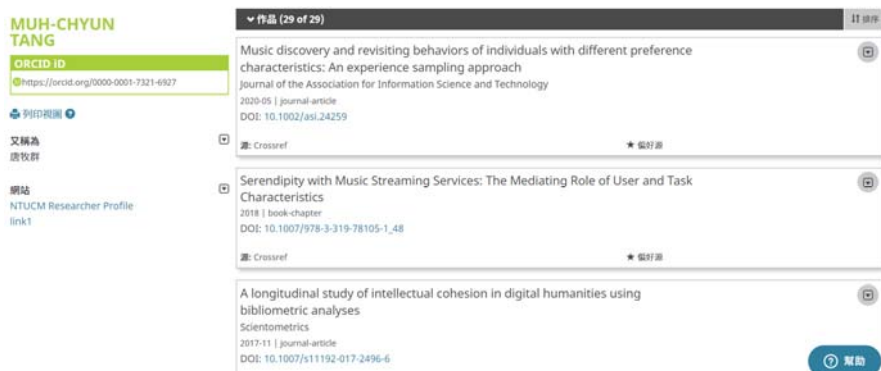 MUH-CHYUN
TANG
ORCID iD
https://orcid.org/0000-0001-7321-6927
列印視圖
又稱為
唐牧群
網站
NTUCM Researcher Profile
link1
作品 (29 of 29)
排序
Music discovery and revisiting behaviors of individuals with different preference
characteristics: An experience sampling approach
Journal of the Association for Information Science and Technology
2020-05 | journal-article
DOI: 10.1002/asi.24259
源: Crossref
★ 偏好源
Serendipity with Music Streaming Services: The Mediating Role of User and Task
Characteristics
2018 | book-chapter
DOI: 10.1007/978-3-319-78105-1_48
源: Crossref
★ 偏好源
A longitudinal study of intellectual cohesion in digital humanities using
bibliometric analyses
Scientometrics
2017-11 | journal-article
DOI: 10.1007/s11192-017-2496-6
幫助